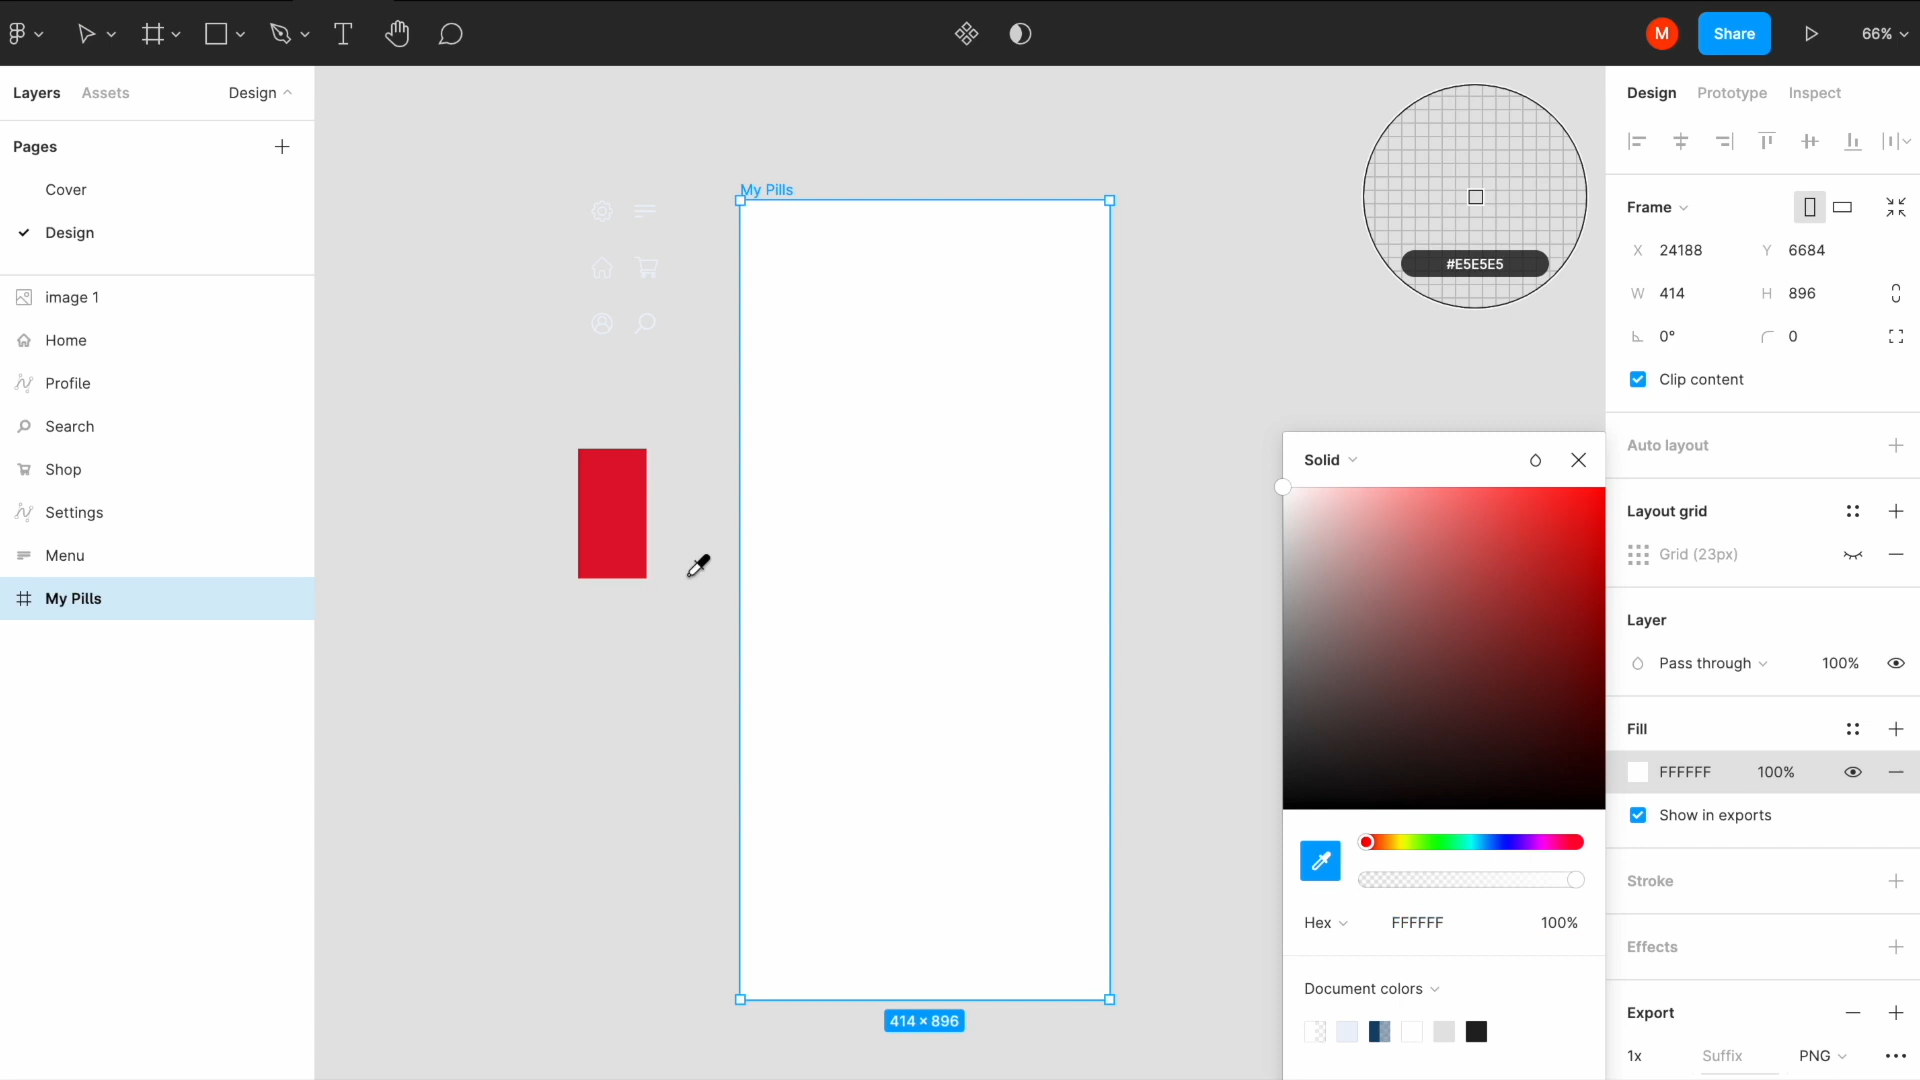 M
Share
66%
Layers
Assets
Design
Pages
Cover
Design
image 1
Home
Profile
Search
Shop
Settings
Menu
My Pills
My Pills
414 × 896
#E5E5E5
Solid
Hex
FFFFFF
100%
Document colors
Design
Prototype
Inspect
Frame
X 24188
Y 6684
W 414
H 896
0°
0
Clip content
Auto layout
Layout grid
Grid (23px)
Layer
Pass through
100%
Fill
FFFFFF
100%
Show in exports
Stroke
Effects
Export
1x
Suffix
PNG